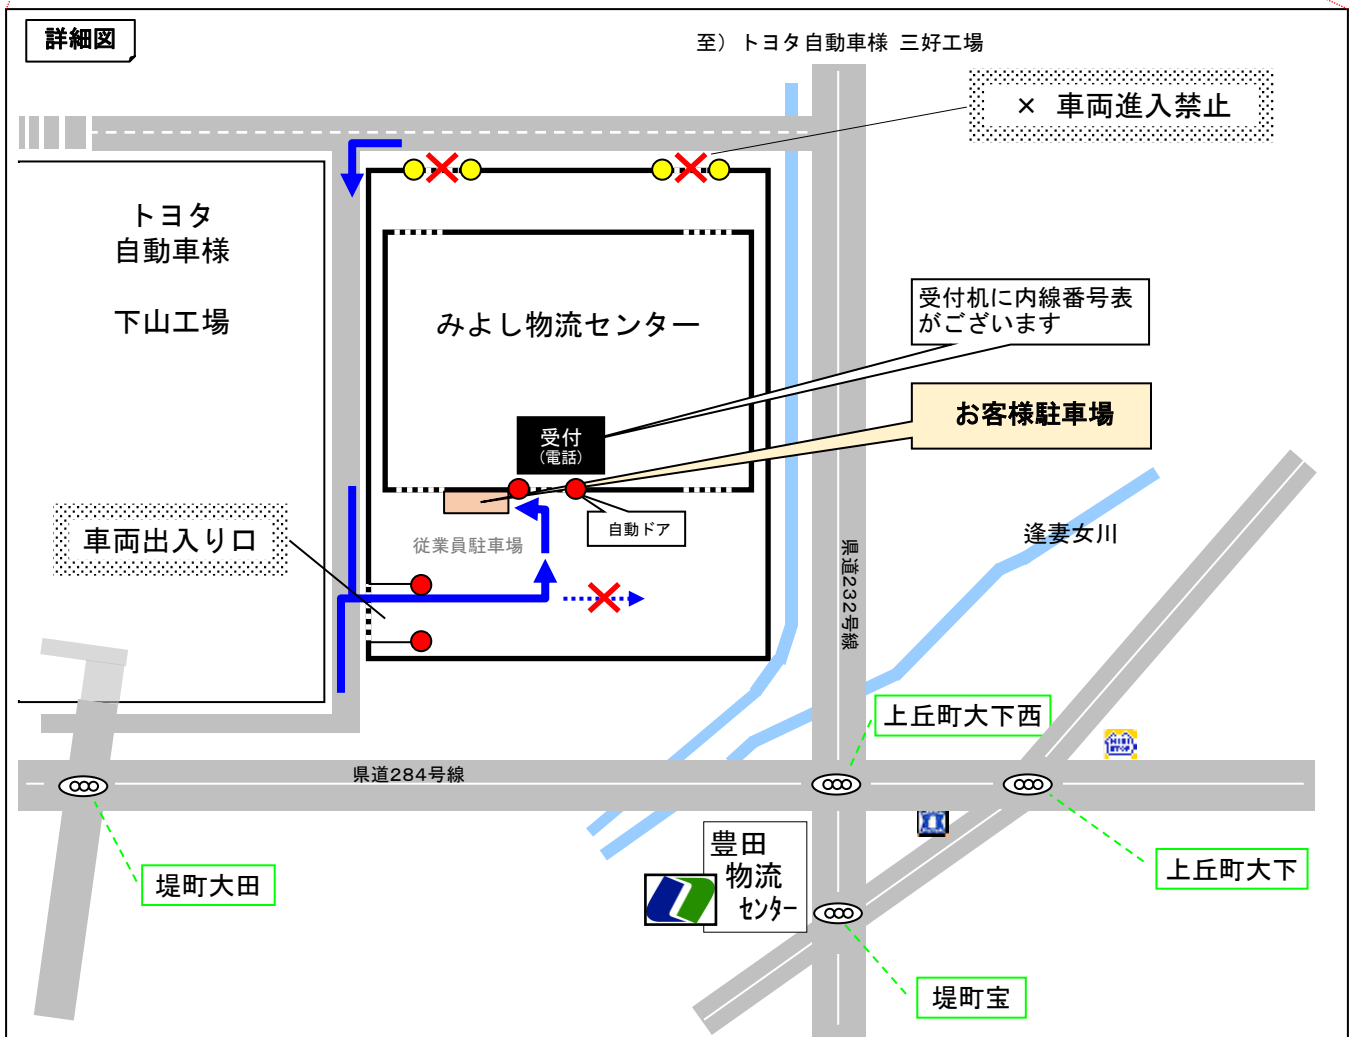 詳細図
至）トヨタ自動車様 三好工場
× 車両進入禁止
トヨタ
自動車様
下山工場
みよし物流センター
受付机に内線番号表
がございます
お客様駐車場
受付
（電話）
自動ドア
従業員駐車場
車両出入り口
逢妻女川
県道232号線
上丘町大下西
MINI
STOP
県道284号線
豊田
物流
センター
上丘町大下
堤町大田
堤町宝